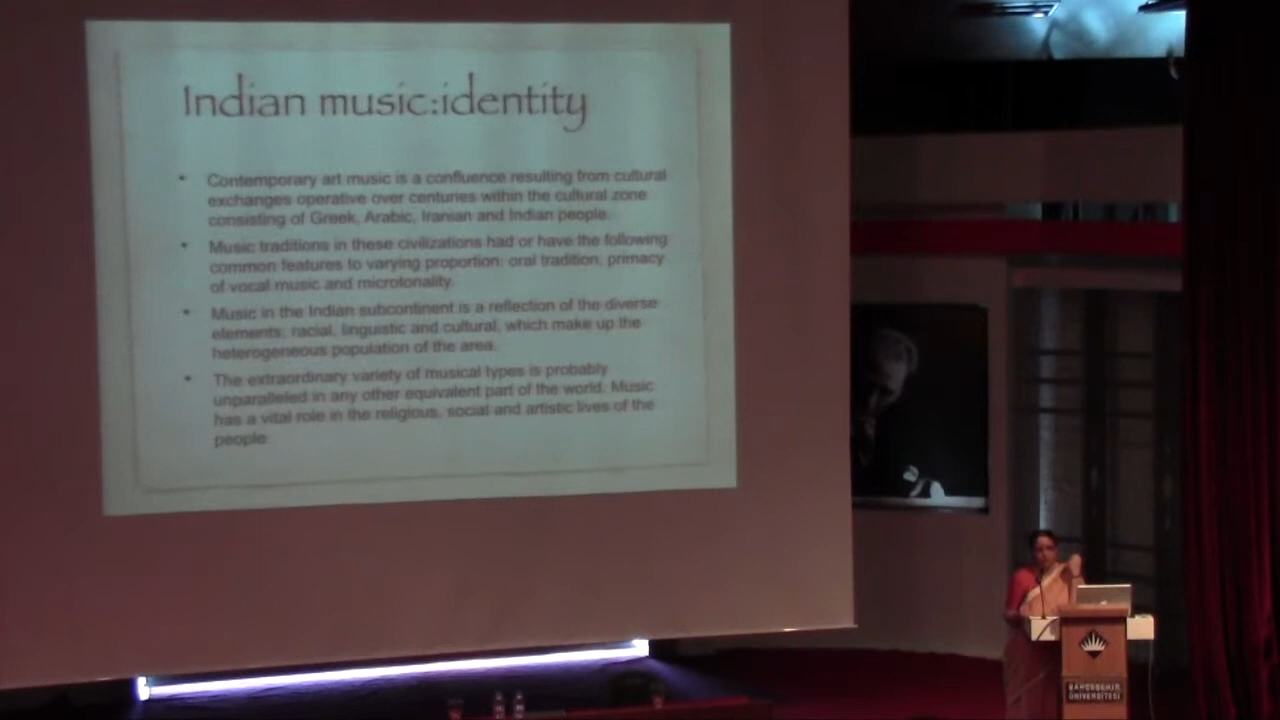 Indian music:identity
• Contemporary art music is a confluence resulting from cultural
exchanges operative over centuries within the cultural zone
consisting of Greek, Arabic, Iranian and Indian people.
• Music traditions in these civilizations had or have the following
common features to varying proportion: oral tradition, primacy
of vocal music and microtonality.
• Music in the Indian subcontinent is a reflection of the diverse
elements; racial, linguistic and cultural, which make up the
heterogeneous population of the area.
• The extraordinary variety of musical types is probably
unparalleled in any other equivalent part of the world. Music
has a vital role in the religious, social and artistic lives of the
people.
BAHÇEŞEHİR
ÜNİVERSİTESİ